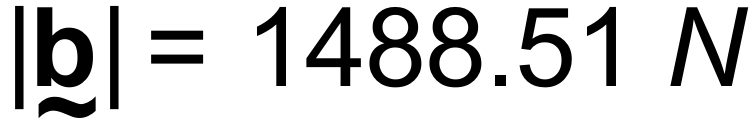 |b̰| = 1488.51 N